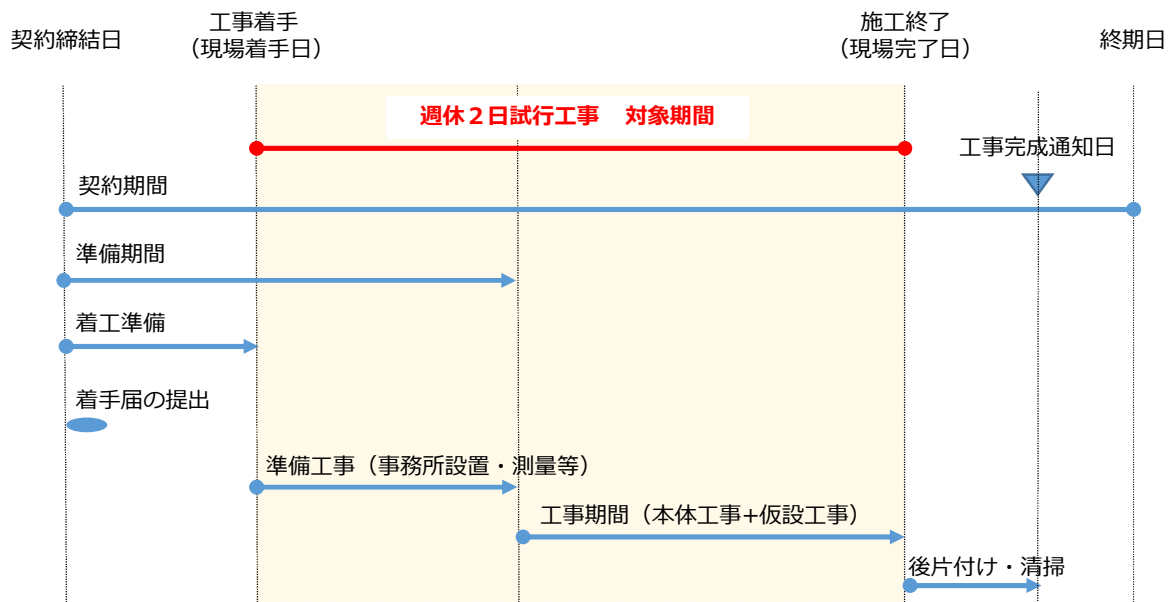 契約締結日
工事着手
（現場着手日）
施工終了
（現場完了日）
終期日
週休２日試行工事　対象期間
工事完成通知日
契約期間
準備期間
着工準備
着手届の提出
準備工事（事務所設置・測量等）
工事期間（本体工事+仮設工事）
後片付け・清掃